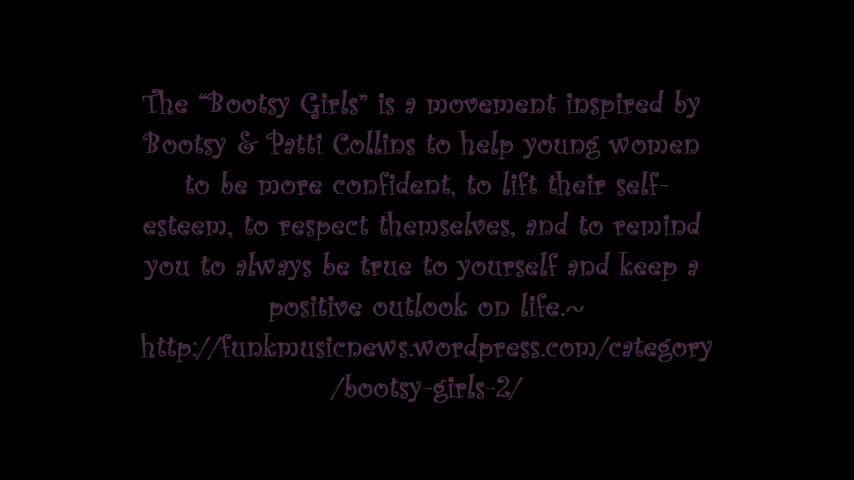 The “Bootsy Girls” is a movement inspired by
Bootsy & Patti Collins to help young women
to be more confident, to lift their self-
esteem, to respect themselves, and to remind
you to always be true to yourself and keep a
positive outlook on life.~
http://funkmusicnews.wordpress.com/category
/bootsy-girls-2/